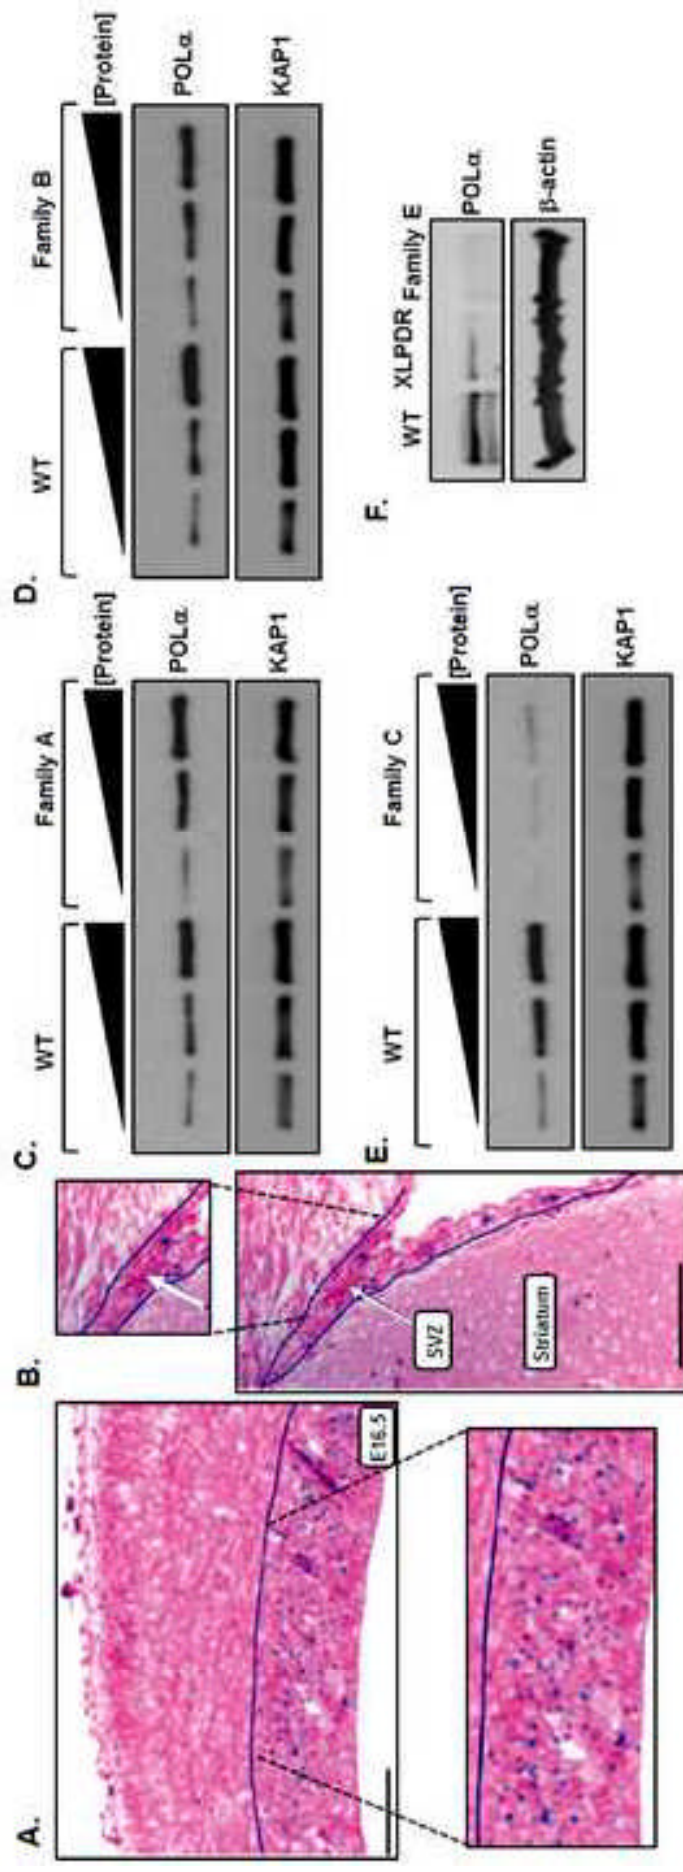 A.
E16.5
B.
SVZ
Striatum
C.
WT
Family A
[Protein]
POLα
KAP1
D.
WT
Family B
[Protein]
POLα
KAP1
E.
WT
Family C
[Protein]
POLα
KAP1
F.
WT XLPDR Family E
POLα
β-actin